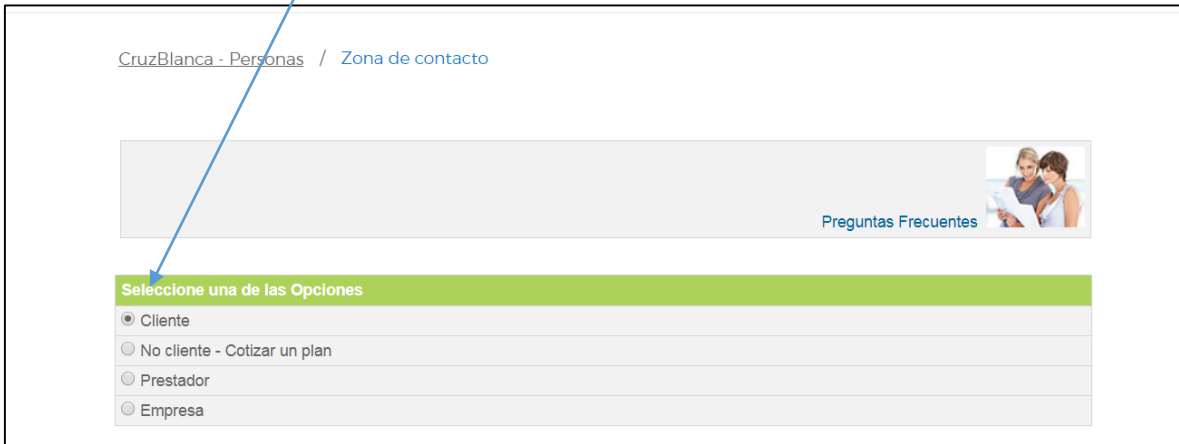 CruzBlanca - Personas / Zona de contacto
Preguntas Frecuentes
Seleccione una de las Opciones
Cliente
No cliente - Cotizar un plan
Prestador
Empresa